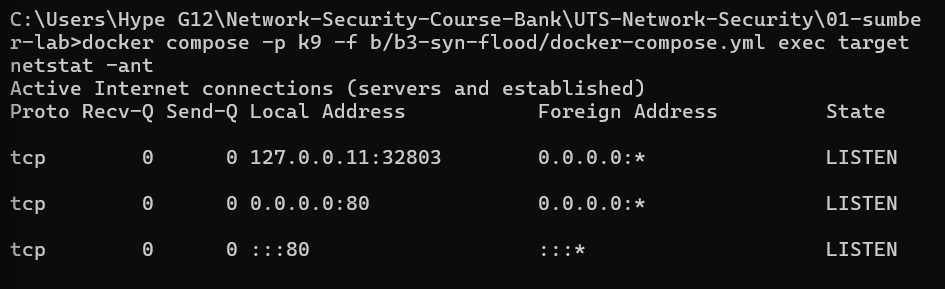 C:\Users\Hype G12\Network-Security-Course-Bank\UTS-Network-Security\01-sumbe
r-lab>docker compose -p k9 -f b/b3-syn-flood/docker-compose.yml exec target
netstat -ant
Active Internet connections (servers and established)
Proto Recv-Q Send-Q Local Address           Foreign Address         State
tcp        0      0 127.0.0.11:32803        0.0.0.0:*               LISTEN
tcp        0      0 0.0.0.0:80              0.0.0.0:*               LISTEN
tcp        0      0 :::80                   :::*                    LISTEN